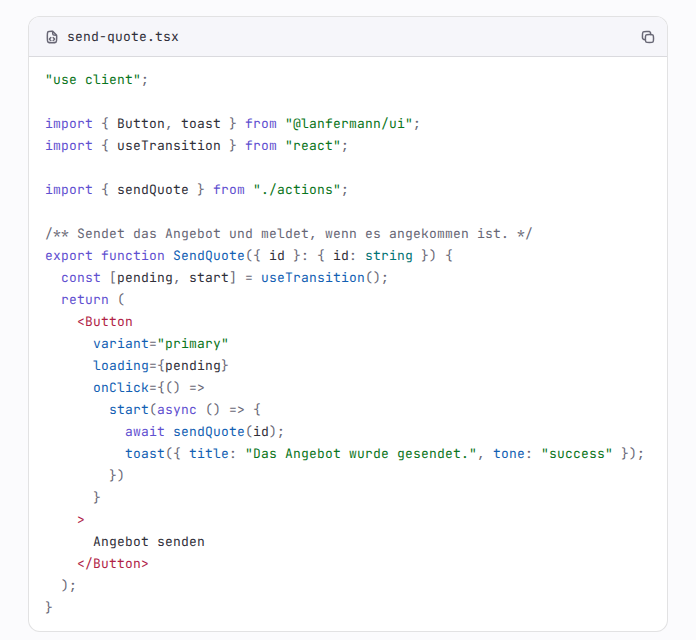 send-quote.tsx
"use client";

import { Button, toast } from "@lanfermann/ui";
import { useTransition } from "react";

import { sendQuote } from "./actions";

/** Sendet das Angebot und meldet, wenn es angekommen ist. */
export function SendQuote({ id }: { id: string }) {
  const [pending, start] = useTransition();
  return (
    <Button
      variant="primary"
      loading={pending}
      onClick={() =>
        start(async () => {
          await sendQuote(id);
          toast({ title: "Das Angebot wurde gesendet.", tone: "success" });
        })
      }
    >
      Angebot senden
    </Button>
  );
}